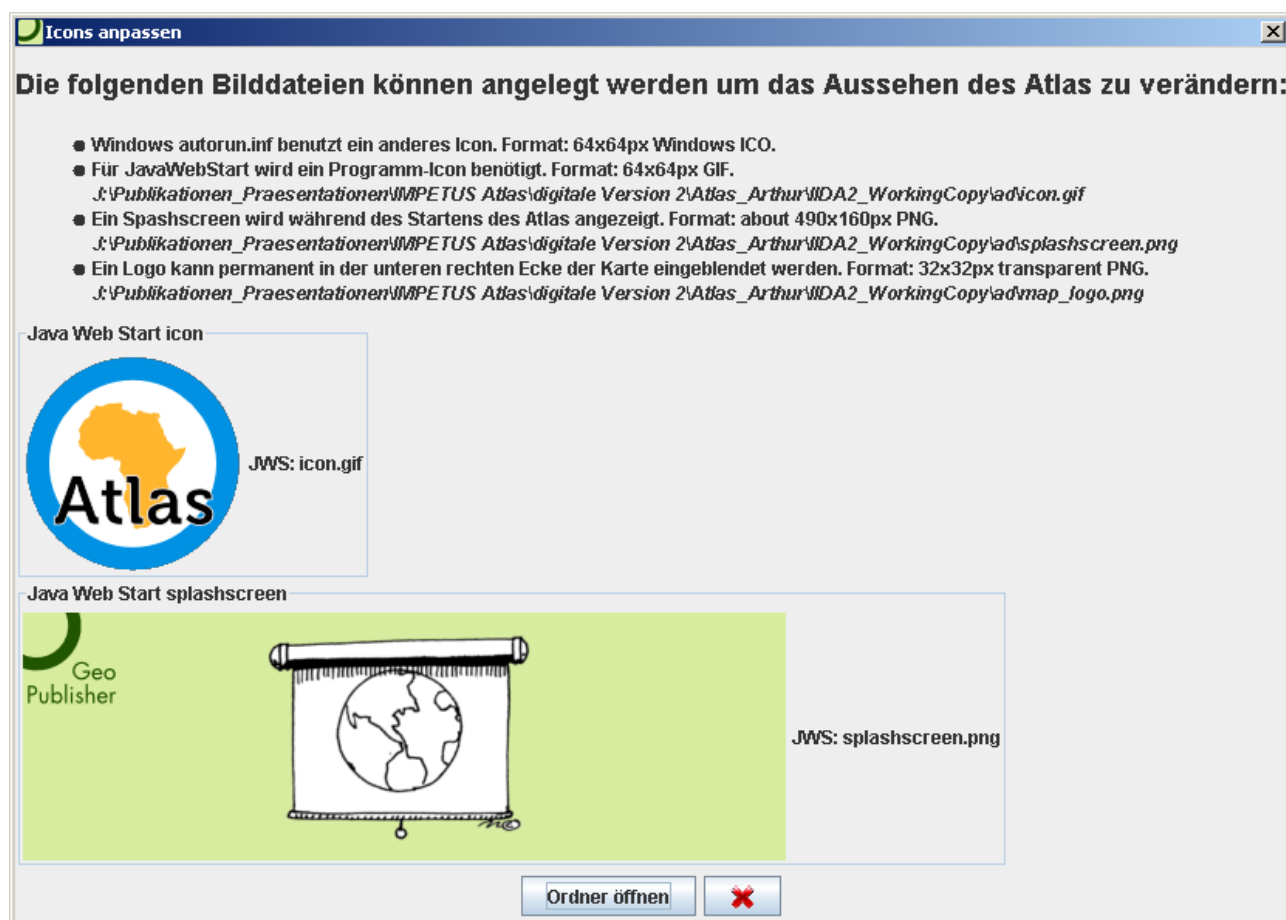 Icons anpassen
Die folgenden Bilddateien können angelegt werden um das Aussehen des Atlas zu verändern:
Windows autorun.inf benutzt ein anderes Icon. Format: 64x64px Windows ICO.
Für JavaWebStart wird ein Programm-Icon benötigt. Format: 64x64px GIF.
J:\Publikationen_Praesentationen\IMPETUS Atlas\digitale Version 2\Atlas_Arthur\IIDA2_WorkingCopy\ad\icon.gif
Ein Spashscreen wird während des Startens des Atlas angezeigt. Format: about 490x160px PNG.
J:\Publikationen_Praesentationen\IMPETUS Atlas\digitale Version 2\Atlas_Arthur\IIDA2_WorkingCopy\ad\splashscreen.png
Ein Logo kann permanent in der unteren rechten Ecke der Karte eingeblendet werden. Format: 32x32px transparent PNG.
J:\Publikationen_Praesentationen\IMPETUS Atlas\digitale Version 2\Atlas_Arthur\IIDA2_WorkingCopy\ad\map_logo.png
Java Web Start icon
Atlas
JWS: icon.gif
Java Web Start splashscreen
Geo
Publisher
JWS: splashscreen.png
Ordner öffnen